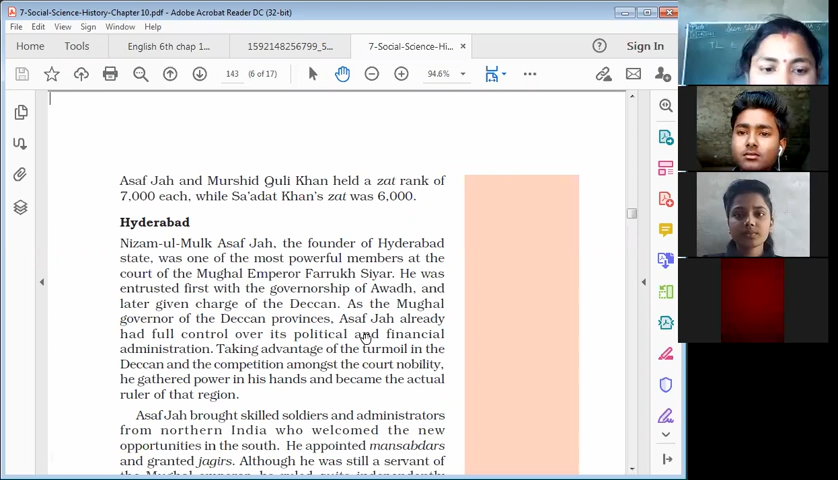 7-Social-Science-History-Chapter 10.pdf - Adobe Acrobat Reader DC (32-bit)
File Edit View Sign Window Help
Home Tools English 6th chap 1... 1592148256799_5... 7-Social-Science-Hi... × Sign In
143 (6 of 17) 94.6%
Asaf Jah and Murshid Quli Khan held a zat rank of
7,000 each, while Sa'adat Khan's zat was 6,000.
Hyderabad
Nizam-ul-Mulk Asaf Jah, the founder of Hyderabad
state, was one of the most powerful members at the
court of the Mughal Emperor Farrukh Siyar. He was
entrusted first with the governorship of Awadh, and
later given charge of the Deccan. As the Mughal
governor of the Deccan provinces, Asaf Jah already
had full control over its political and financial
administration. Taking advantage of the turmoil in the
Deccan and the competition amongst the court nobility,
he gathered power in his hands and became the actual
ruler of that region.
Asaf Jah brought skilled soldiers and administrators
from northern India who welcomed the new
opportunities in the south. He appointed mansabdars
and granted jagirs. Although he was still a servant of
the Mughal emperor, he ruled quite independently